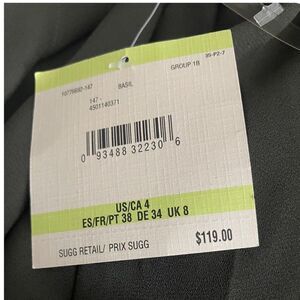 30-P2-7
GROUP 1B
10776692-147 BASIL
147 -
4501140371
0 93488 32230 6
US/CA 4
ES/FR/PT 38 DE 34 UK 8
SUGG RETAIL/ PRIX SUGG $119.00